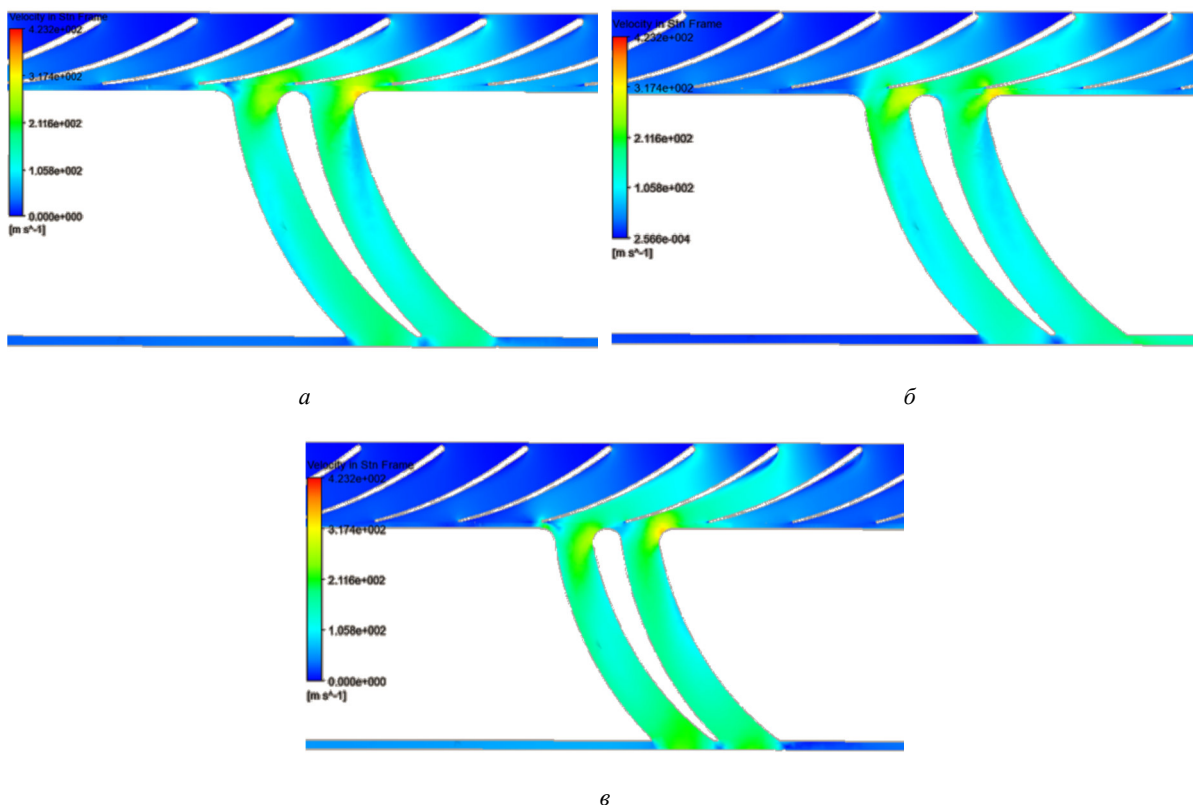 Velocity in Stn Frame
4.232e+002
3.174e+002
2.116e+002
1.058e+002
0.000e+000
[m s^-1]
Velocity in Stn Frame
4.232e+002
3.174e+002
2.116e+002
1.058e+002
2.566e-004
[m s^-1]
а
б
Velocity in Stn Frame
4.232e+002
3.174e+002
2.116e+002
1.058e+002
0.000e+000
[m s^-1]
в